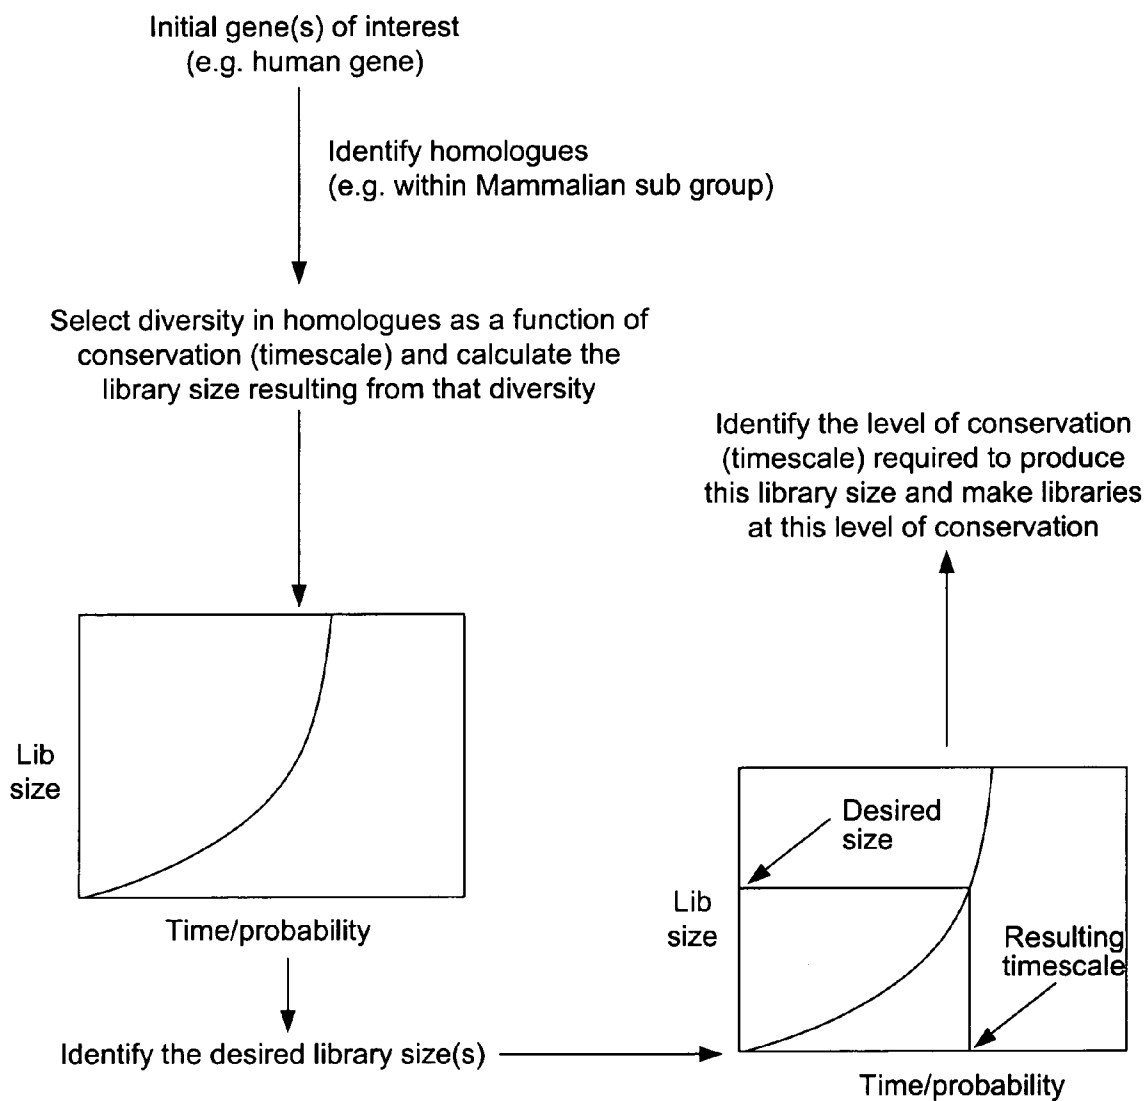 Initial gene(s) of interest
(e.g. human gene)
Identify homologues
(e.g. within Mammalian sub group)
Select diversity in homologues as a function of
conservation (timescale) and calculate the
library size resulting from that diversity
Lib
size
Time/probability
Identify the desired library size(s)
Desired
size
Lib
size
Resulting
timescale
Time/probability
Identify the level of conservation
(timescale) required to produce
this library size and make libraries
at this level of conservation